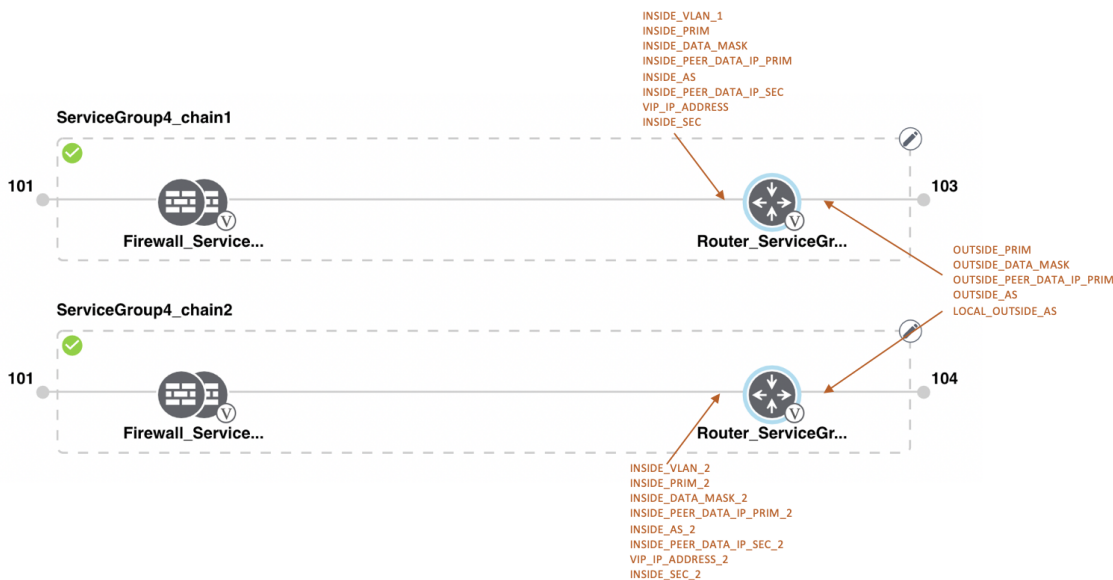 INSIDE_VLAN_1
INSIDE_PRIM
INSIDE_DATA_MASK
INSIDE_PEER_DATA_IP_PRIM
INSIDE_AS
INSIDE_PEER_DATA_IP_SEC
VIP_IP_ADDRESS
INSIDE_SEC
ServiceGroup4_chain1
101
103
V
V
Firewall_Service...
Router_ServiceGr...
OUTSIDE_PRIM
OUTSIDE_DATA_MASK
OUTSIDE_PEER_DATA_IP_PRIM
OUTSIDE_AS
LOCAL_OUTSIDE_AS
ServiceGroup4_chain2
101
104
V
V
Firewall_Service...
Router_ServiceGr...
INSIDE_VLAN_2
INSIDE_PRIM_2
INSIDE_DATA_MASK_2
INSIDE_PEER_DATA_IP_PRIM_2
INSIDE_AS_2
INSIDE_PEER_DATA_IP_SEC_2
VIP_IP_ADDRESS_2
INSIDE_SEC_2